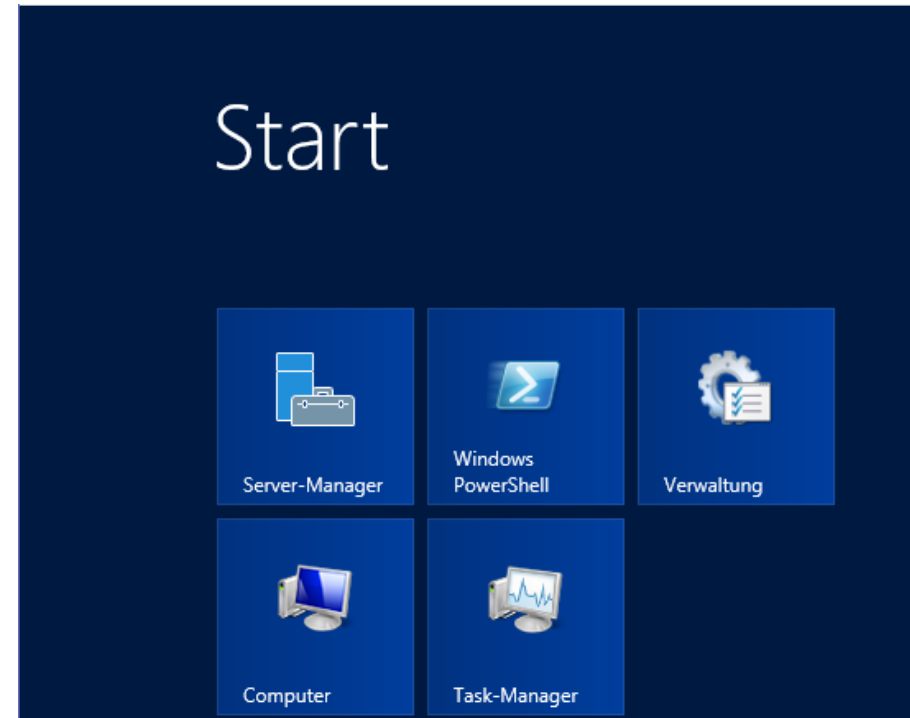 Start
Server-Manager
Windows
PowerShell
Verwaltung
Computer
Task-Manager